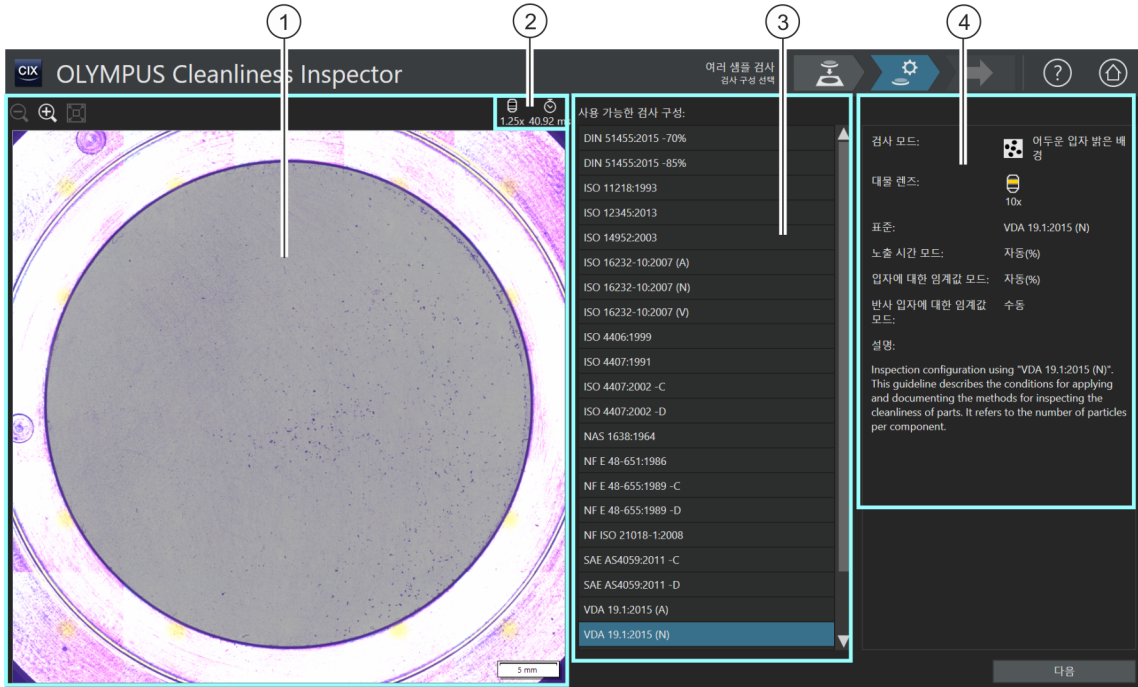 1
2
3
4
CIX
OLYMPUS Cleanliness Inspector
여러 샘플 검사
검사 구성 선택
?
1.25x 40.92 m
사용 가능한 검사 구성:
DIN 51455:2015 -70%
DIN 51455:2015 -85%
ISO 11218:1993
ISO 12345:2013
ISO 14952:2003
ISO 16232-10:2007 (A)
ISO 16232-10:2007 (N)
ISO 16232-10:2007 (V)
ISO 4406:1999
ISO 4407:1991
ISO 4407:2002 -C
ISO 4407:2002 -D
NAS 1638:1964
NF E 48-651:1986
NF E 48-655:1989 -C
NF E 48-655:1989 -D
NF ISO 21018-1:2008
SAE AS4059:2011 -C
SAE AS4059:2011 -D
VDA 19.1:2015 (A)
VDA 19.1:2015 (N)
검사 모드:
어두운 입자 밝은 배
경
대물 렌즈:
10x
표준:
VDA 19.1:2015 (N)
노출 시간 모드:
자동(%)
입자에 대한 임계값 모드:
자동(%)
반사 입자에 대한 임계값
모드:
수동
설명:
Inspection configuration using "VDA 19.1:2015 (N)".
This guideline describes the conditions for applying
and documenting the methods for inspecting the
cleanliness of parts. It refers to the number of particles
per component.
5 mm
다음